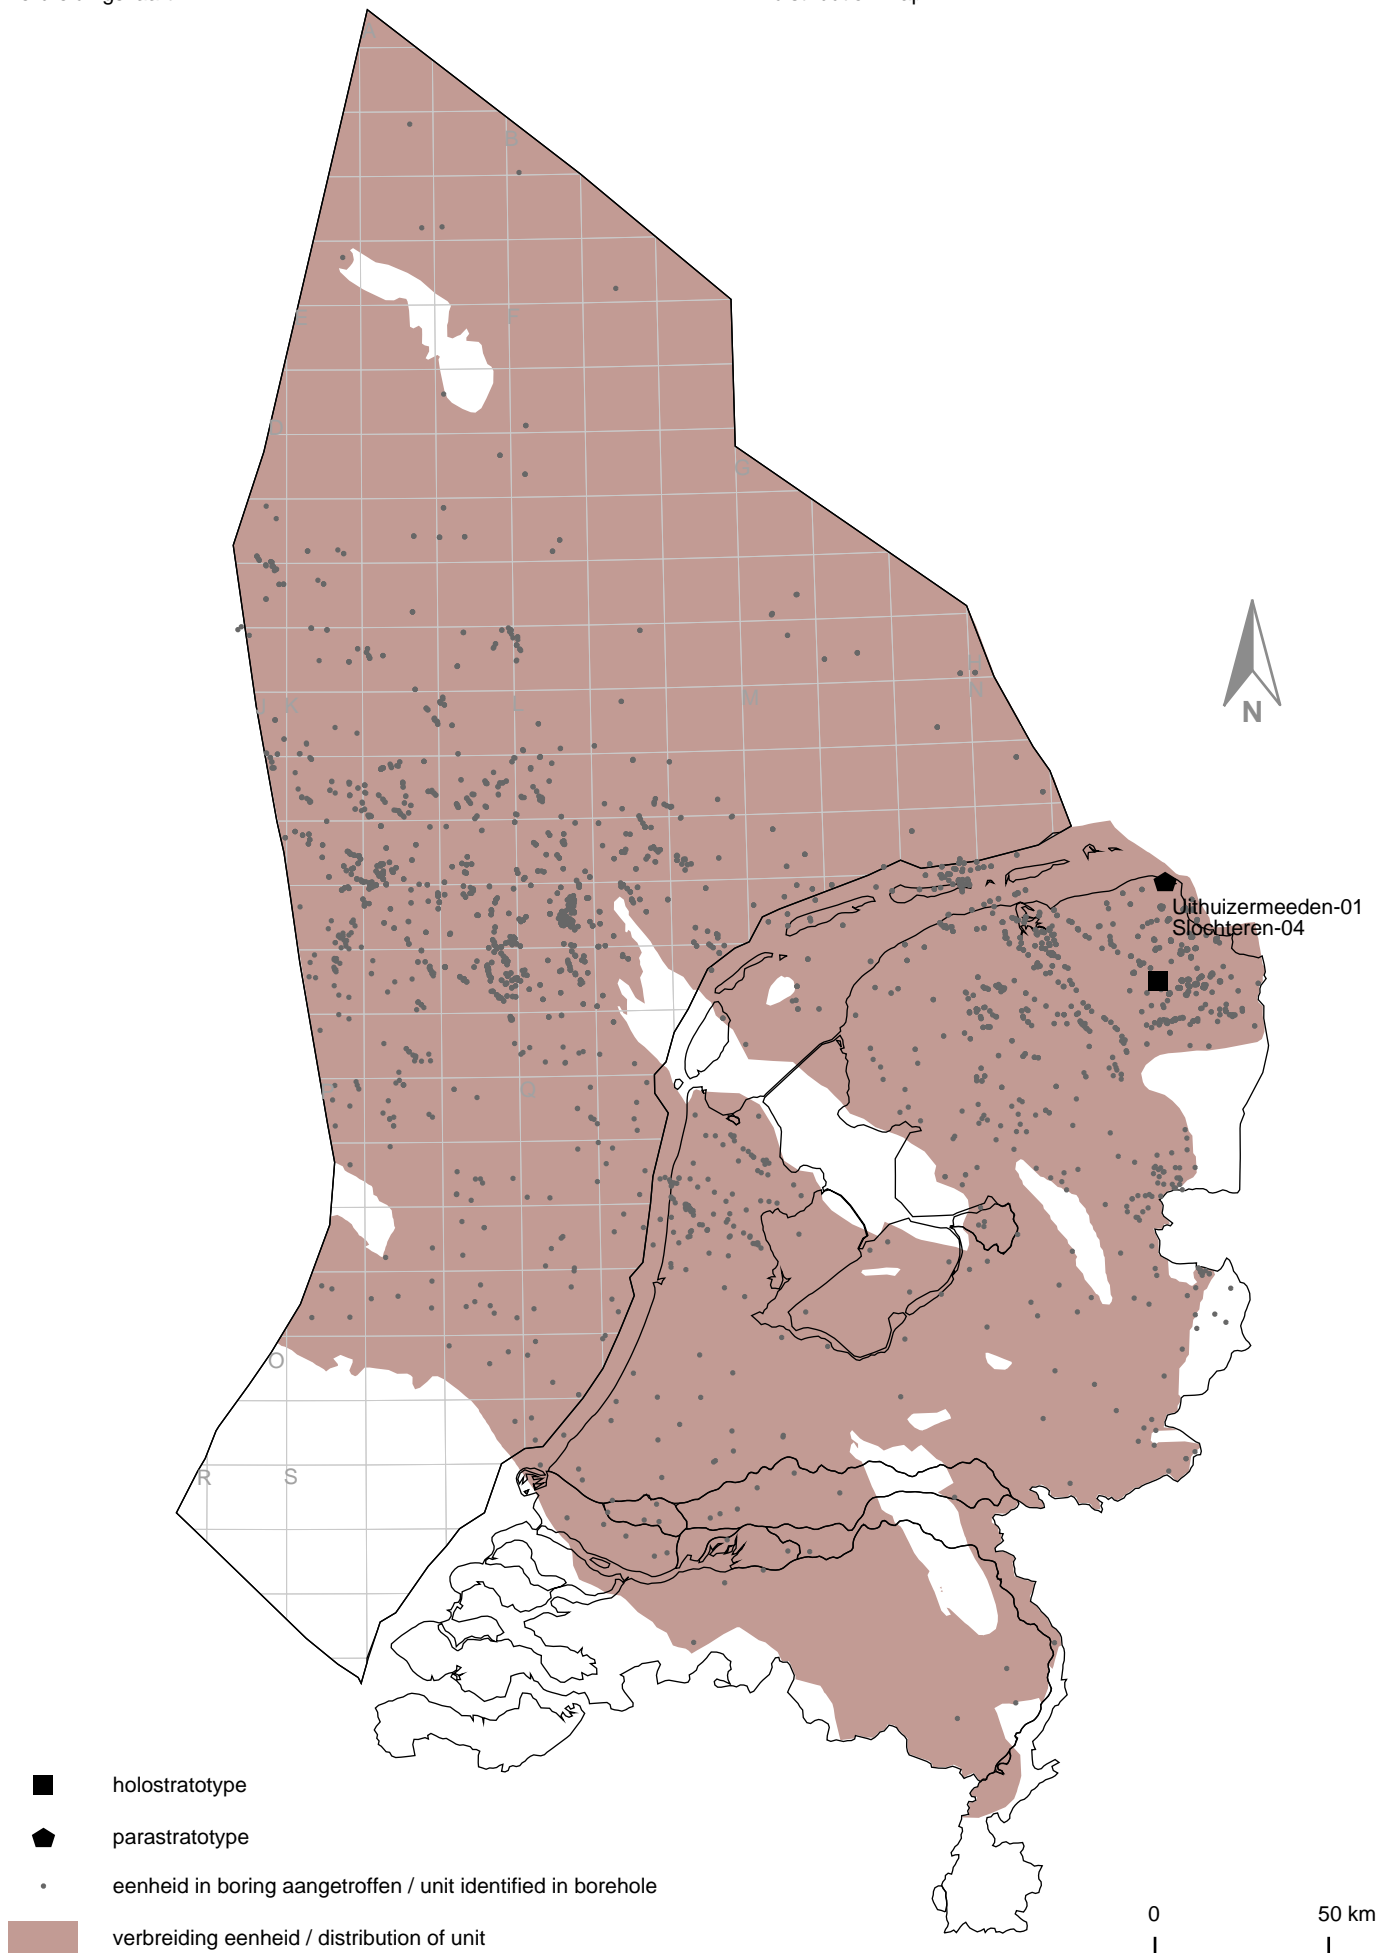 A
B
E
F
D
G
H
J K
L
M
N
Uithuizermeeden-01
Slochteren-04
N
Q
O
R
S
holostratotype
parastratotype
eenheid in boring aangetroffen / unit identified in borehole
verbreiding eenheid / distribution of unit
0 50 km